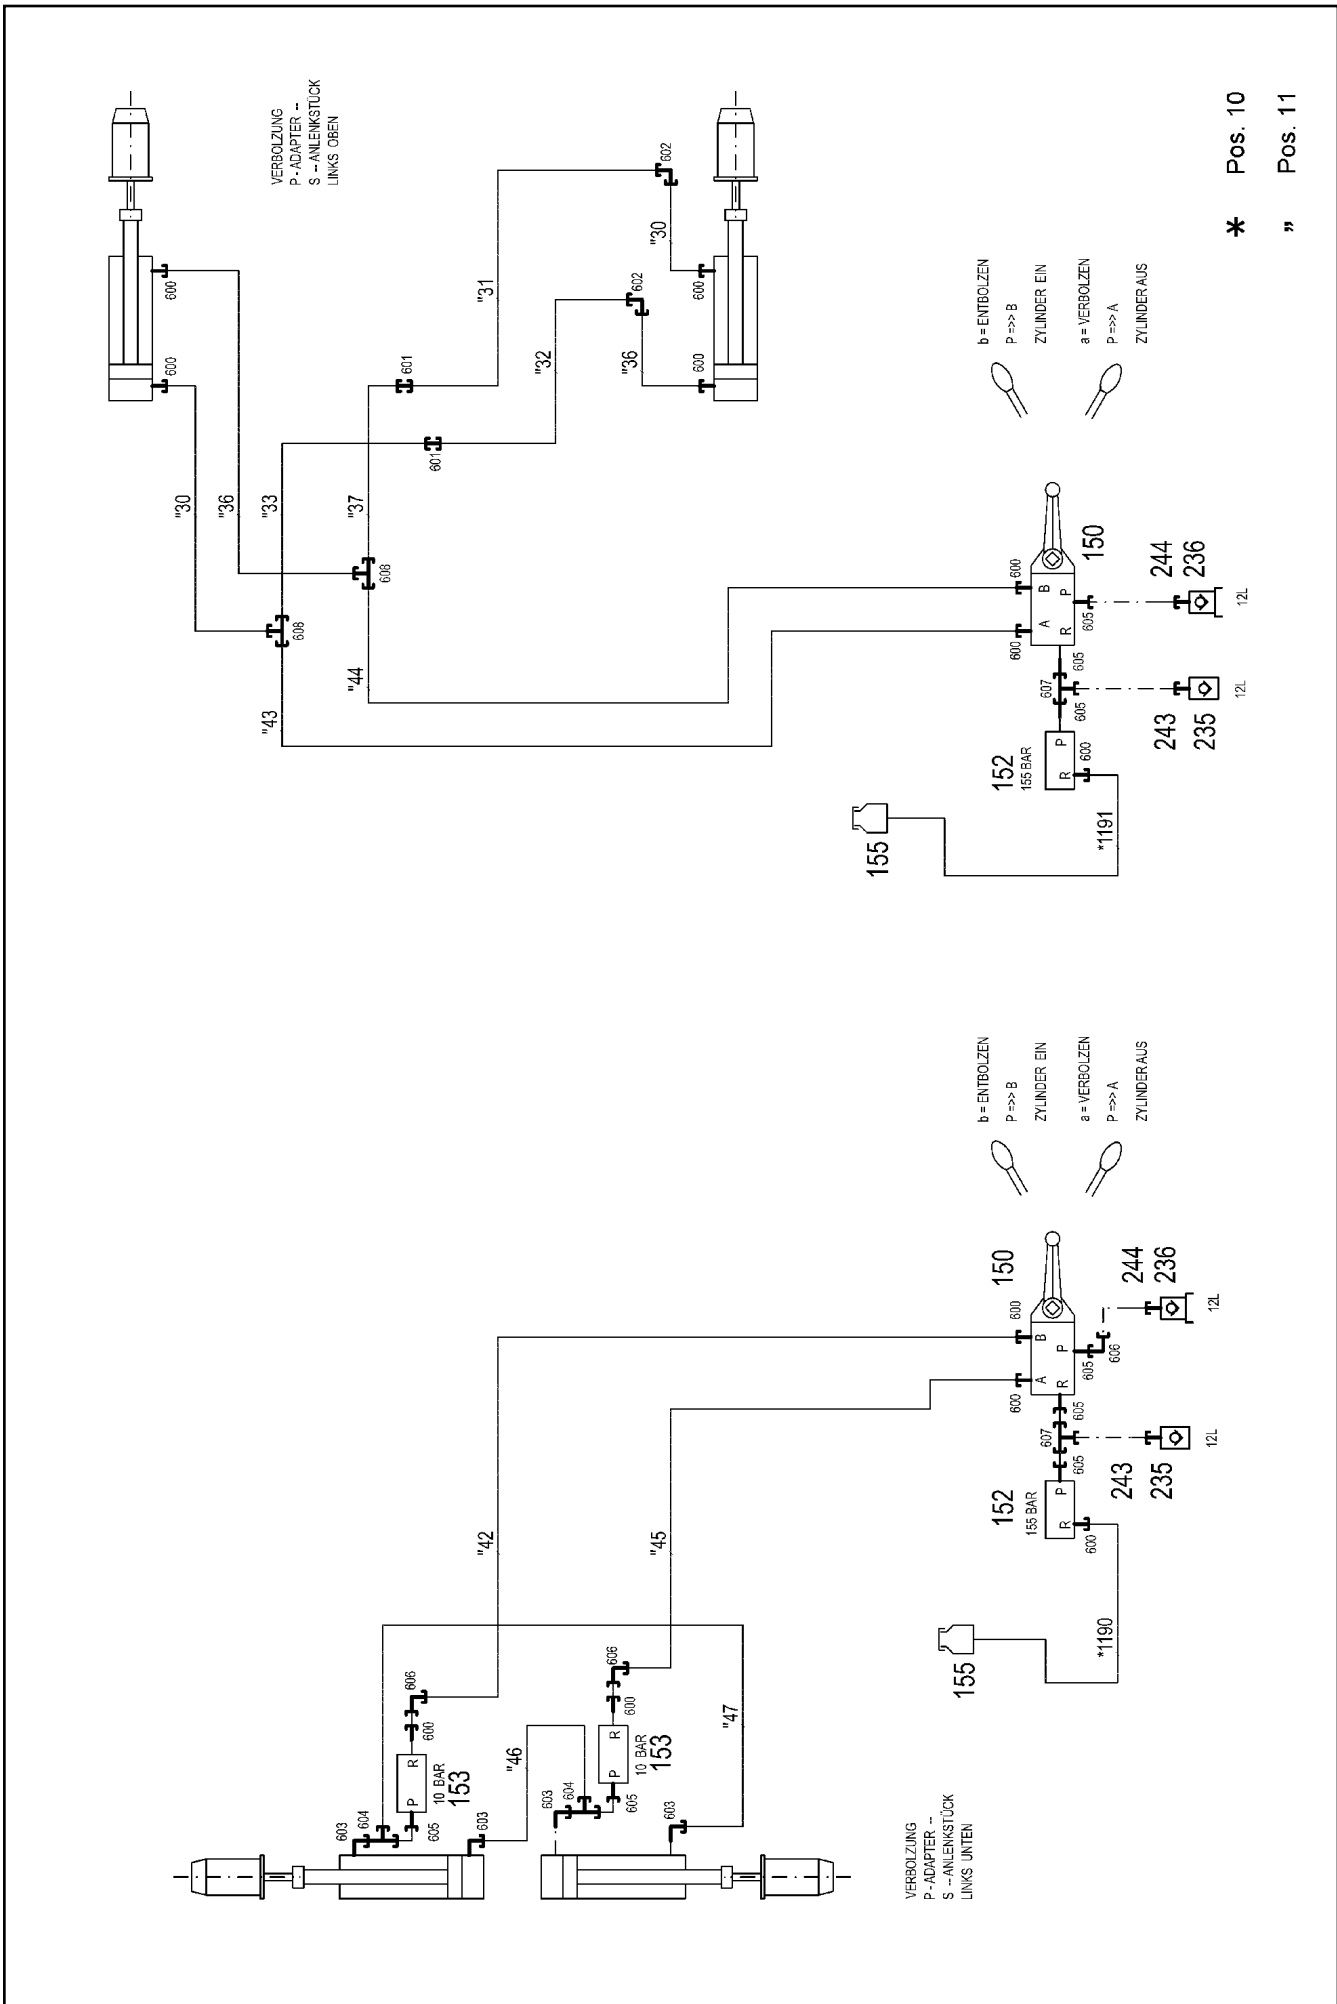 603
604
605
10 BAR
153
P
R
600
606
603
"42
"46
603
604
605
10 BAR
153
P
R
600
606
603
"45
"47
VERBOLZUNG
P - ADAPTER --
S -- ANLENKSTÜCK
LINKS UNTEN
155
*1190
152
155 BAR
R
P
600
605
607
605
600
600
150
A
B
R
P
605
606
243
235
12L
244
236
12L
b = ENTBOLZEN
P =>> B
ZYLINDER EIN
a = VERBOLZEN
P =>> A
ZYLINDER AUS
600
600
"30
"36
"33
"37
608
608
"43
"44
601
601
"31
"32
602
602
"36
"30
600
600
VERBOLZUNG
P - ADAPTER --
S -- ANLENKSTÜCK
LINKS OBEN
155
*1191
152
155 BAR
R
P
600
605
607
605
600
600
A
B
R
P
605
150
243
235
12L
244
236
12L
b = ENTBOLZEN
P =>> B
ZYLINDER EIN
a = VERBOLZEN
P =>> A
ZYLINDER AUS
* Pos. 10
" Pos. 11